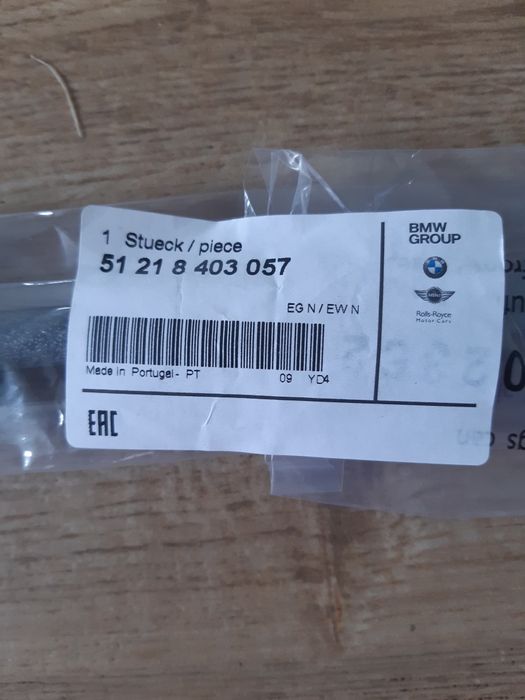 1 Stueck / piece
51 21 8 403 057
EG N / EW N
Made in Portugal - PT 09 YD4
EAC
BMW
GROUP
MINI
Rolls-Royce
Motor Cars